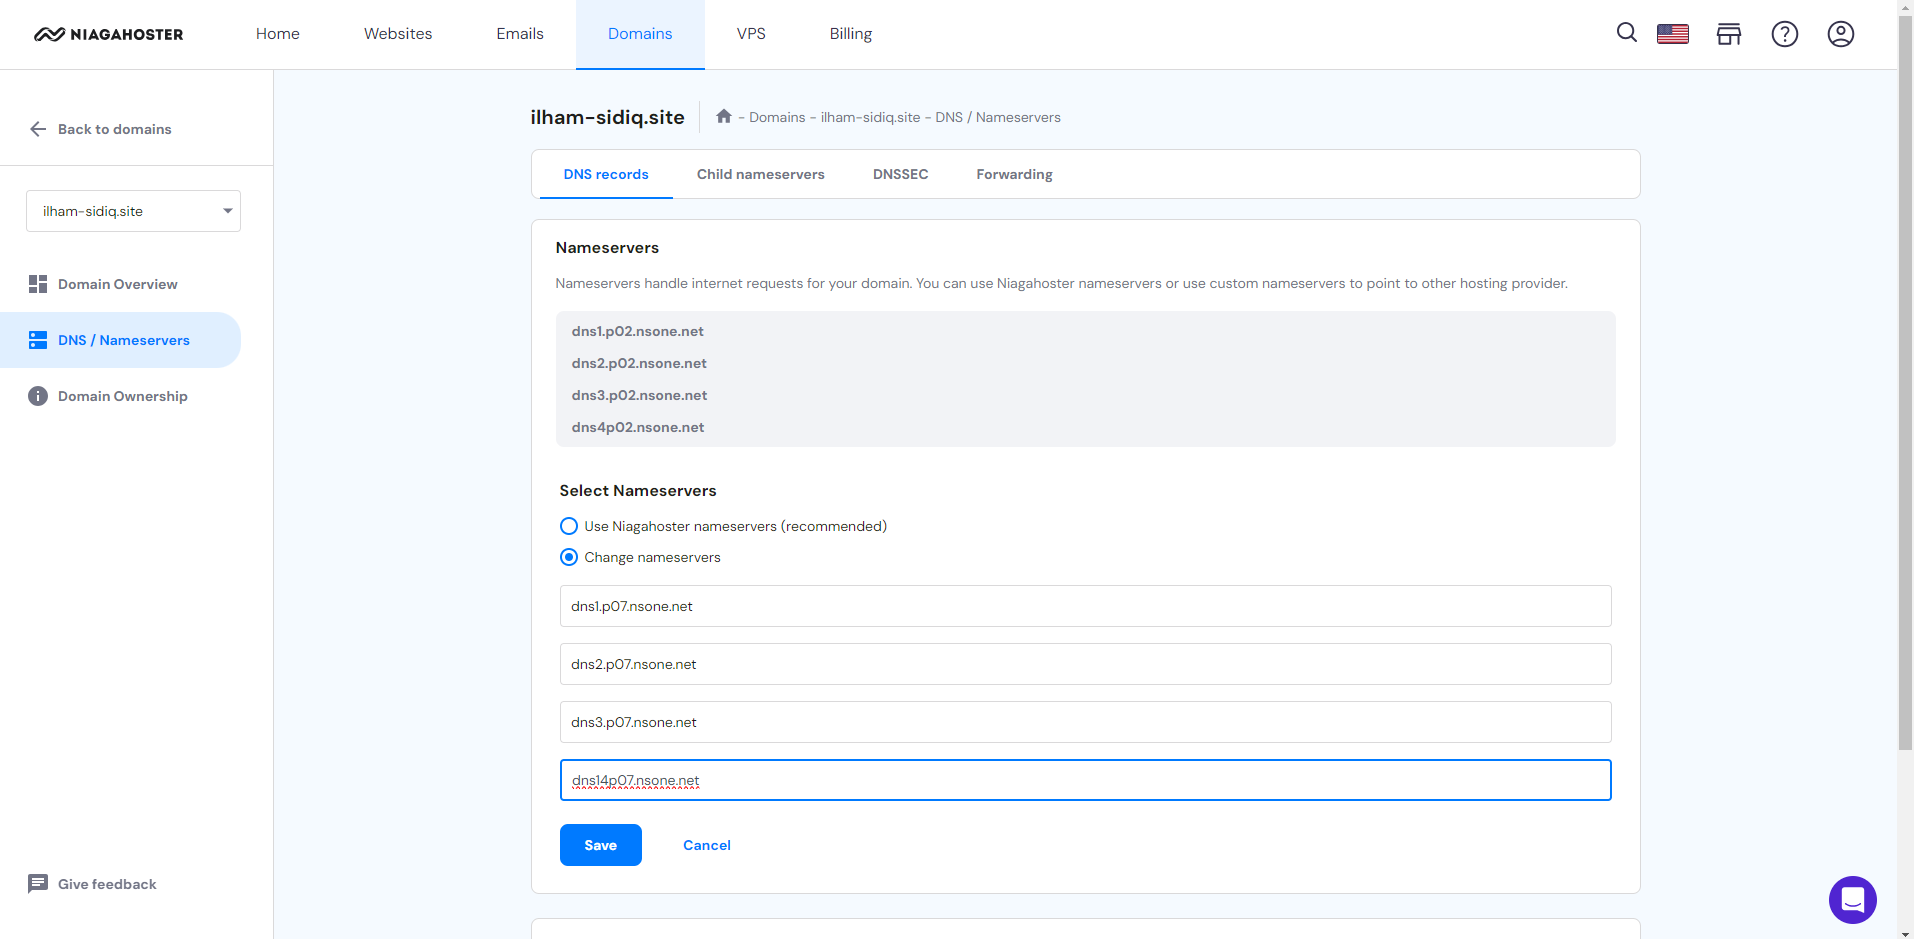 NIAGAHOSTER
Home
Websites
Emails
Domains
VPS
Billing
Back to domains
ilham-sidiq.site
Domain Overview
DNS / Nameservers
Domain Ownership
Give feedback
ilham-sidiq.site
- Domains - ilham-sidiq.site - DNS / Nameservers
DNS records
Child nameservers
DNSSEC
Forwarding
Nameservers
Nameservers handle internet requests for your domain. You can use Niagahoster nameservers or use custom nameservers to point to other hosting provider.
dns1.p02.nsone.net
dns2.p02.nsone.net
dns3.p02.nsone.net
dns4p02.nsone.net
Select Nameservers
Use Niagahoster nameservers (recommended)
Change nameservers
dns1.p07.nsone.net
dns2.p07.nsone.net
dns3.p07.nsone.net
dns14p07.nsone.net
Save
Cancel